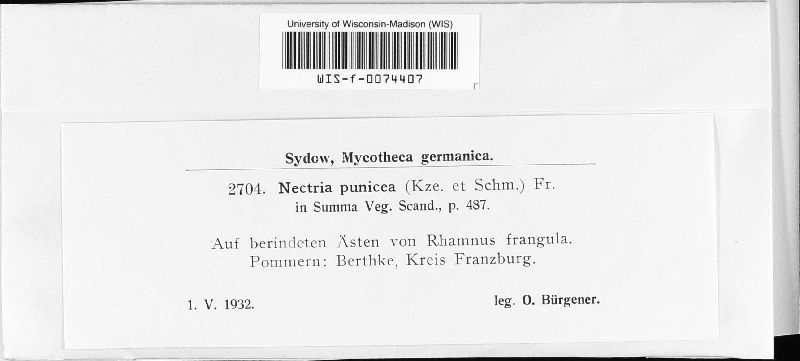 University of Wisconsin-Madison (WIS)
WIS-f-0074407
Sydow, Mycotheca germanica.
2704. Nectria punicea (Kze. et Schm.) Fr.
in Summa Veg. Scand., p. 487.
Auf berindeten Ästen von Rhamnus frangula.
Pommern: Berthke, Kreis Franzburg.
1. V. 1932. leg. O. Bürgener.